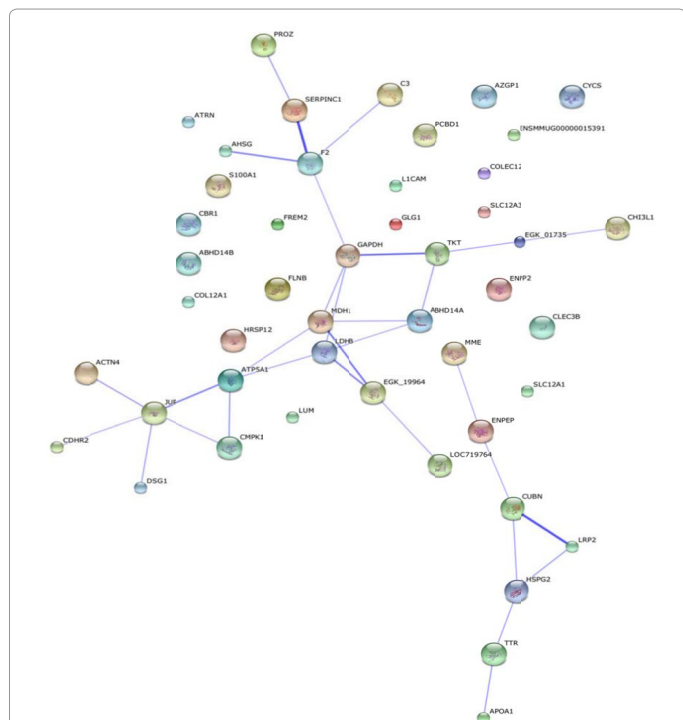 PROZ
C3
AZGP1
CYCS
SERPINC1
ATRN
PCBD1
INSMMUG00000015391
AHSG
F2
COLEC12
S100A1
L1CAM
SLC12A3
CBR1
FREM2
GLG1
CHI3L1
EGK_01735
GAPDH
TKT
ABHD14B
FLNB
ENPP2
COL12A1
MDH1
ABHD14A
CLEC3B
HRSP12
LDHB
MME
ACTN4
ATP5A1
EGK_19964
SLC12A1
JUP
LUM
ENPEP
CDHR2
CMPK1
LOC719764
DSG1
CUBN
LRP2
HSPG2
TTR
APOA1